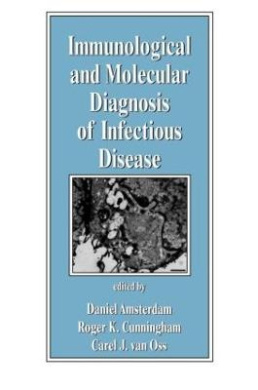 Immunological
and Molecular
Diagnosis
of Infectious
Disease
edited by
Daniel Amsterdam
Roger K. Cunningham
Carel J. van Oss